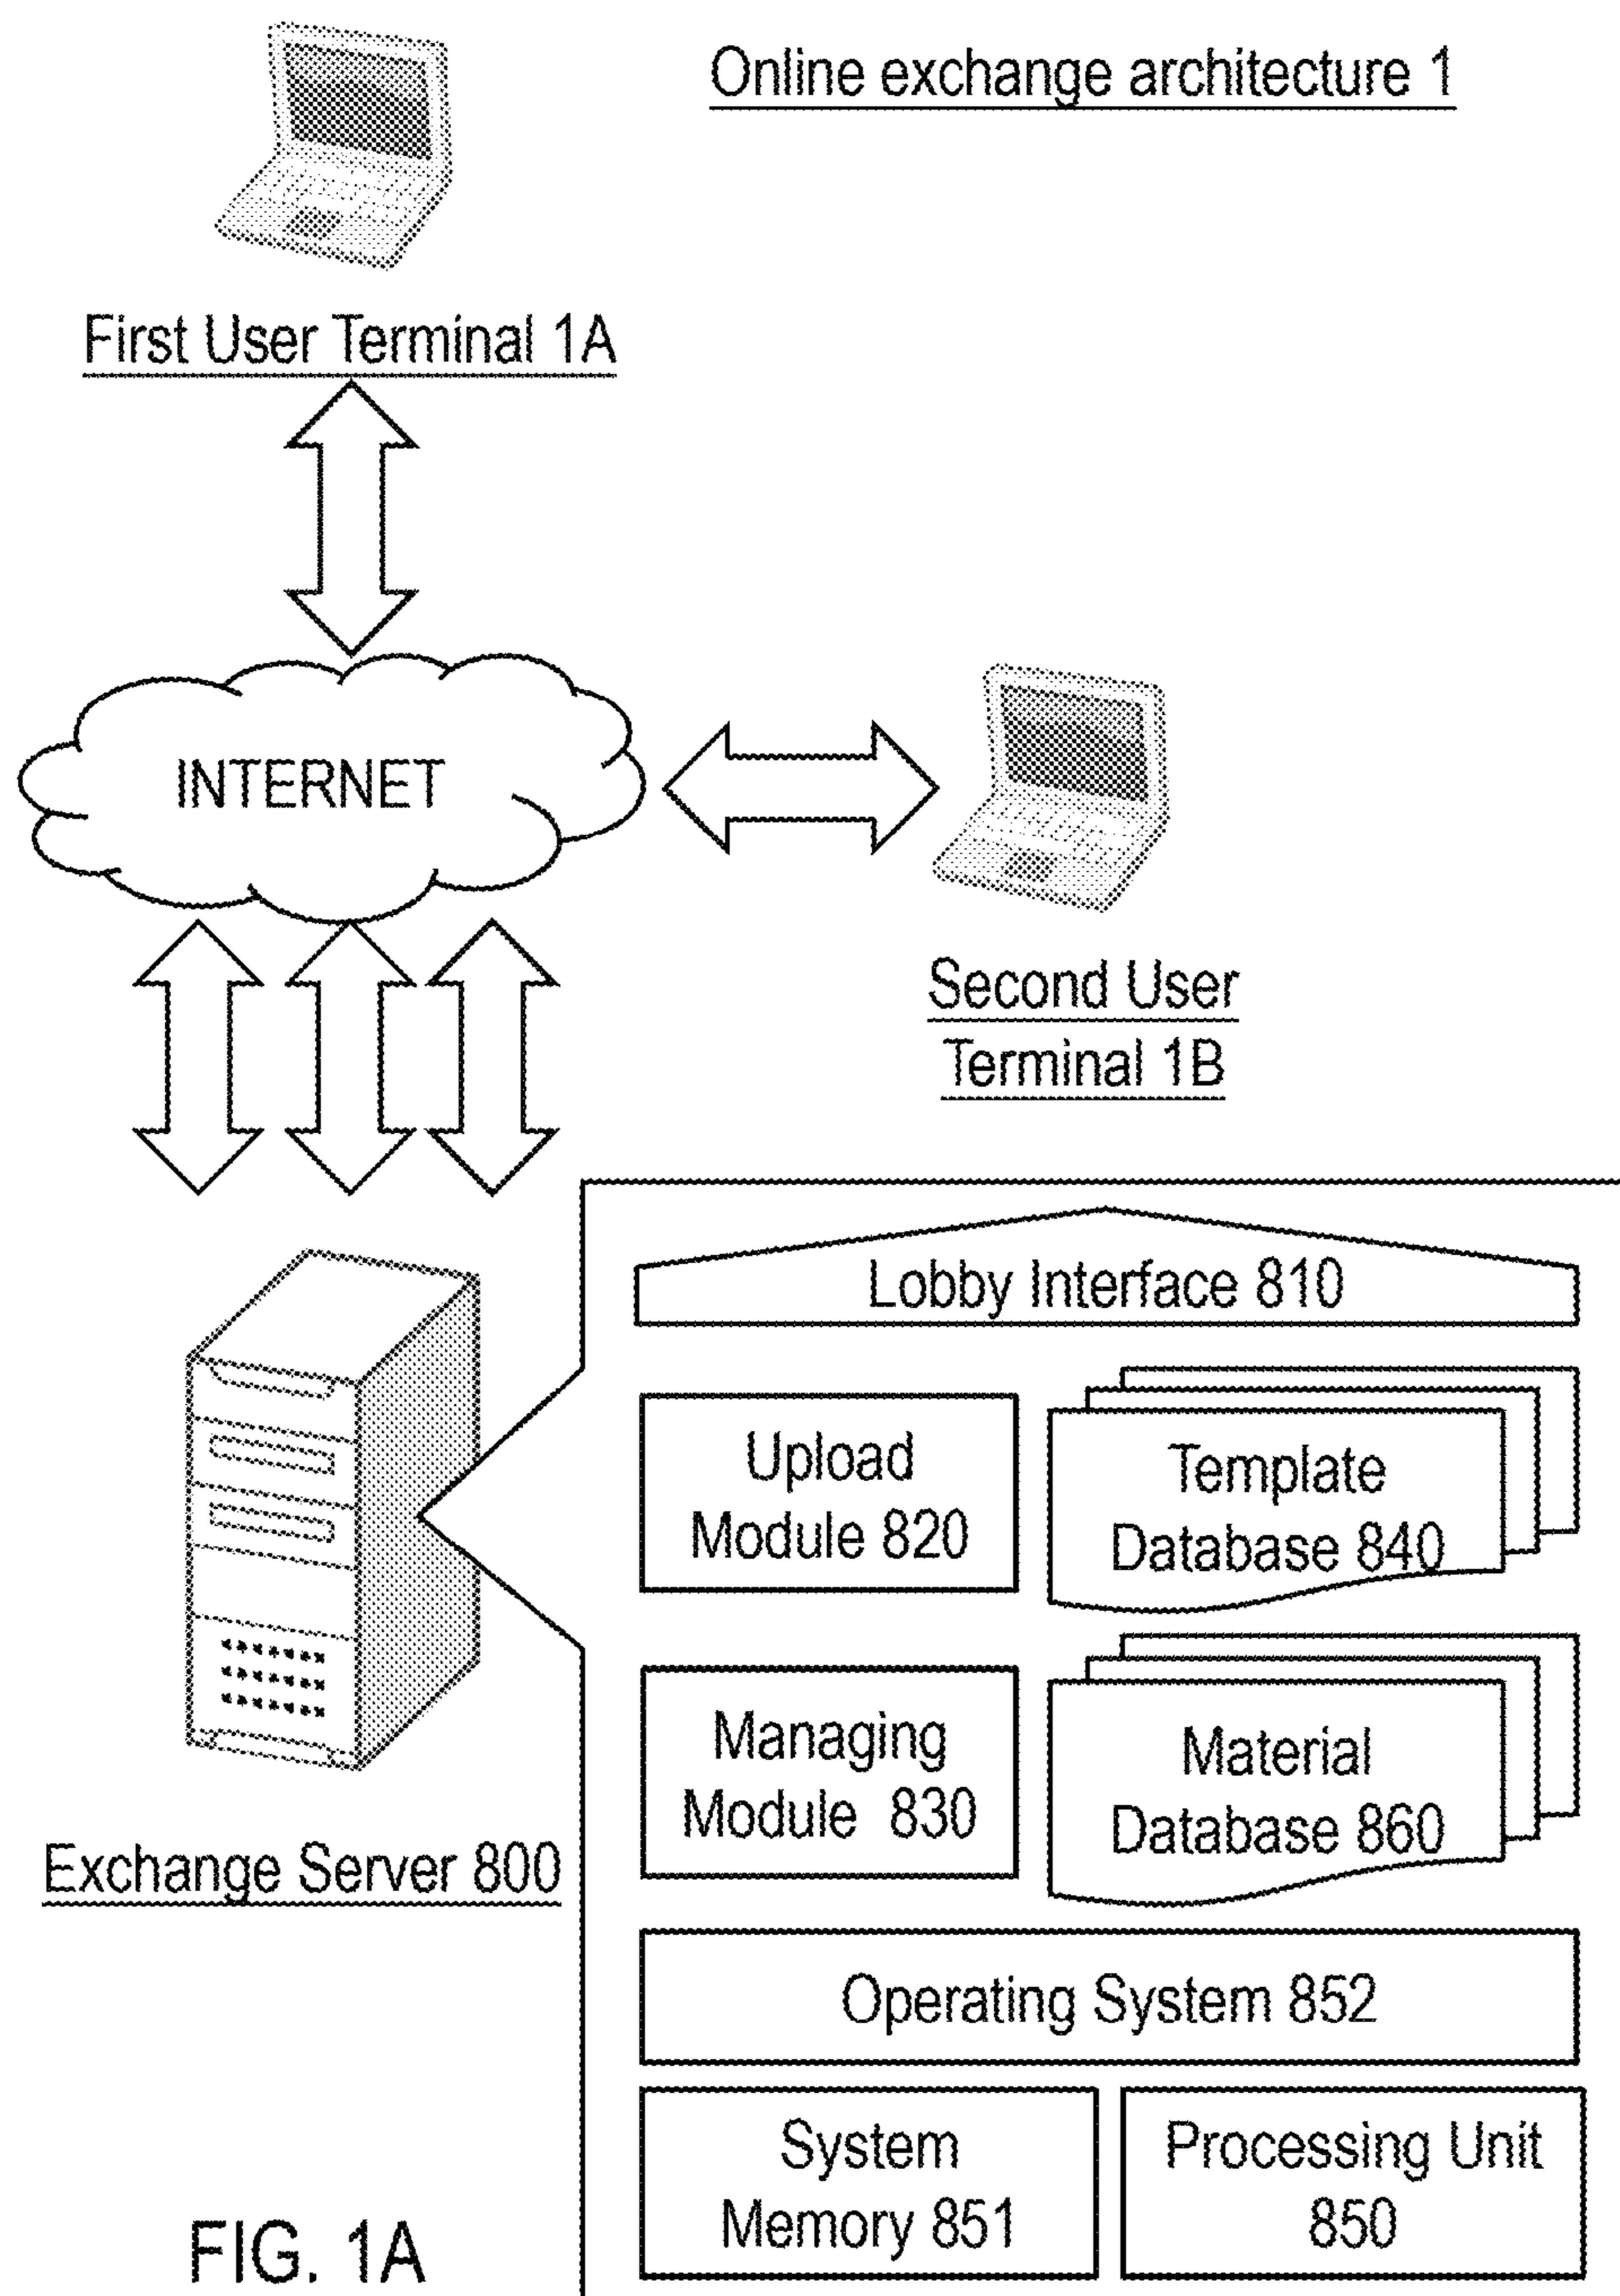 Online exchange architecture 1
First User Terminal 1A
INTERNET
Second User
Terminal 1B
Lobby Interface 810
Upload
Module 820
Template
Database 840
Managing
Module 830
Material
Database 860
Exchange Server 800
Operating System 852
System
Memory 851
Processing Unit
850
FIG. 1A